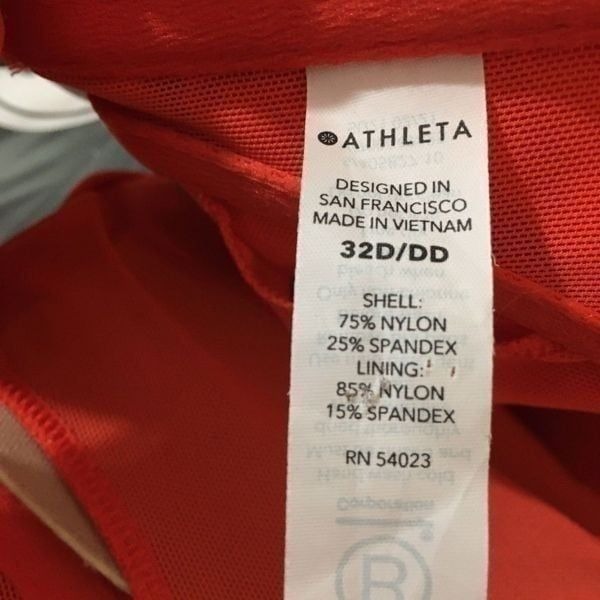 ATHLETA
DESIGNED IN
SAN FRANCISCO
MADE IN VIETNAM
32D/DD
SHELL:
75% NYLON
25% SPANDEX
LINING:
85% NYLON
15% SPANDEX
RN 54023
Corporation
B